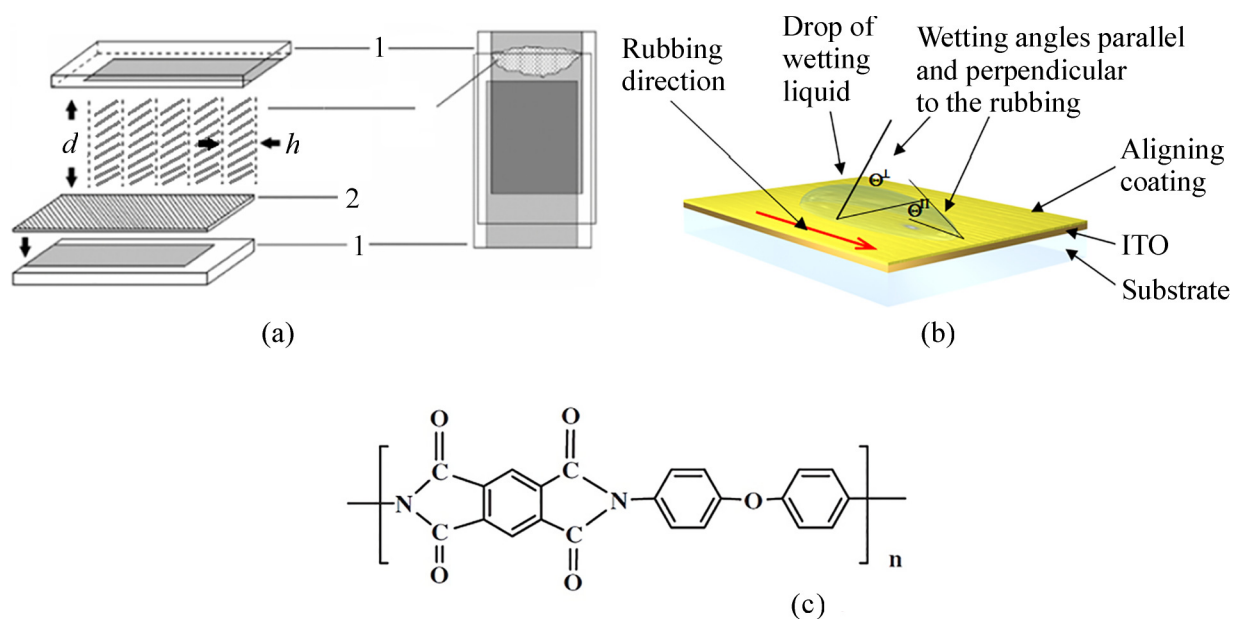 1
d
h
2
1
(a)
Rubbing
direction
Drop of
wetting
liquid
Wetting angles parallel
and perpendicular
to the rubbing
Θ⊥
Θ||
Aligning
coating
ITO
Substrate
(b)
O
O
C
C
N
N
O
C
C
O
O
n
(c)